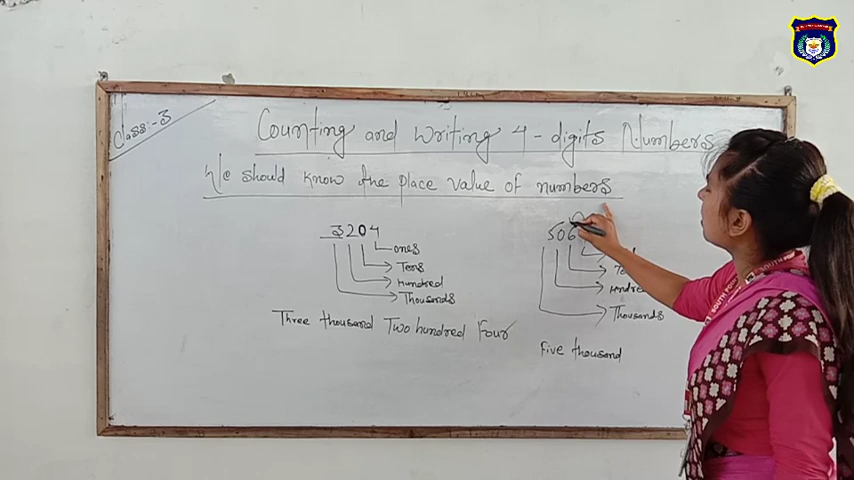 Class:-3
Counting and Writing 4-digits Numbers
We should know the place value of numbers
3204
ones
Tens
Hundred
Thousands
Three thousand Two hundred Four
506
Thousands
Five thousand